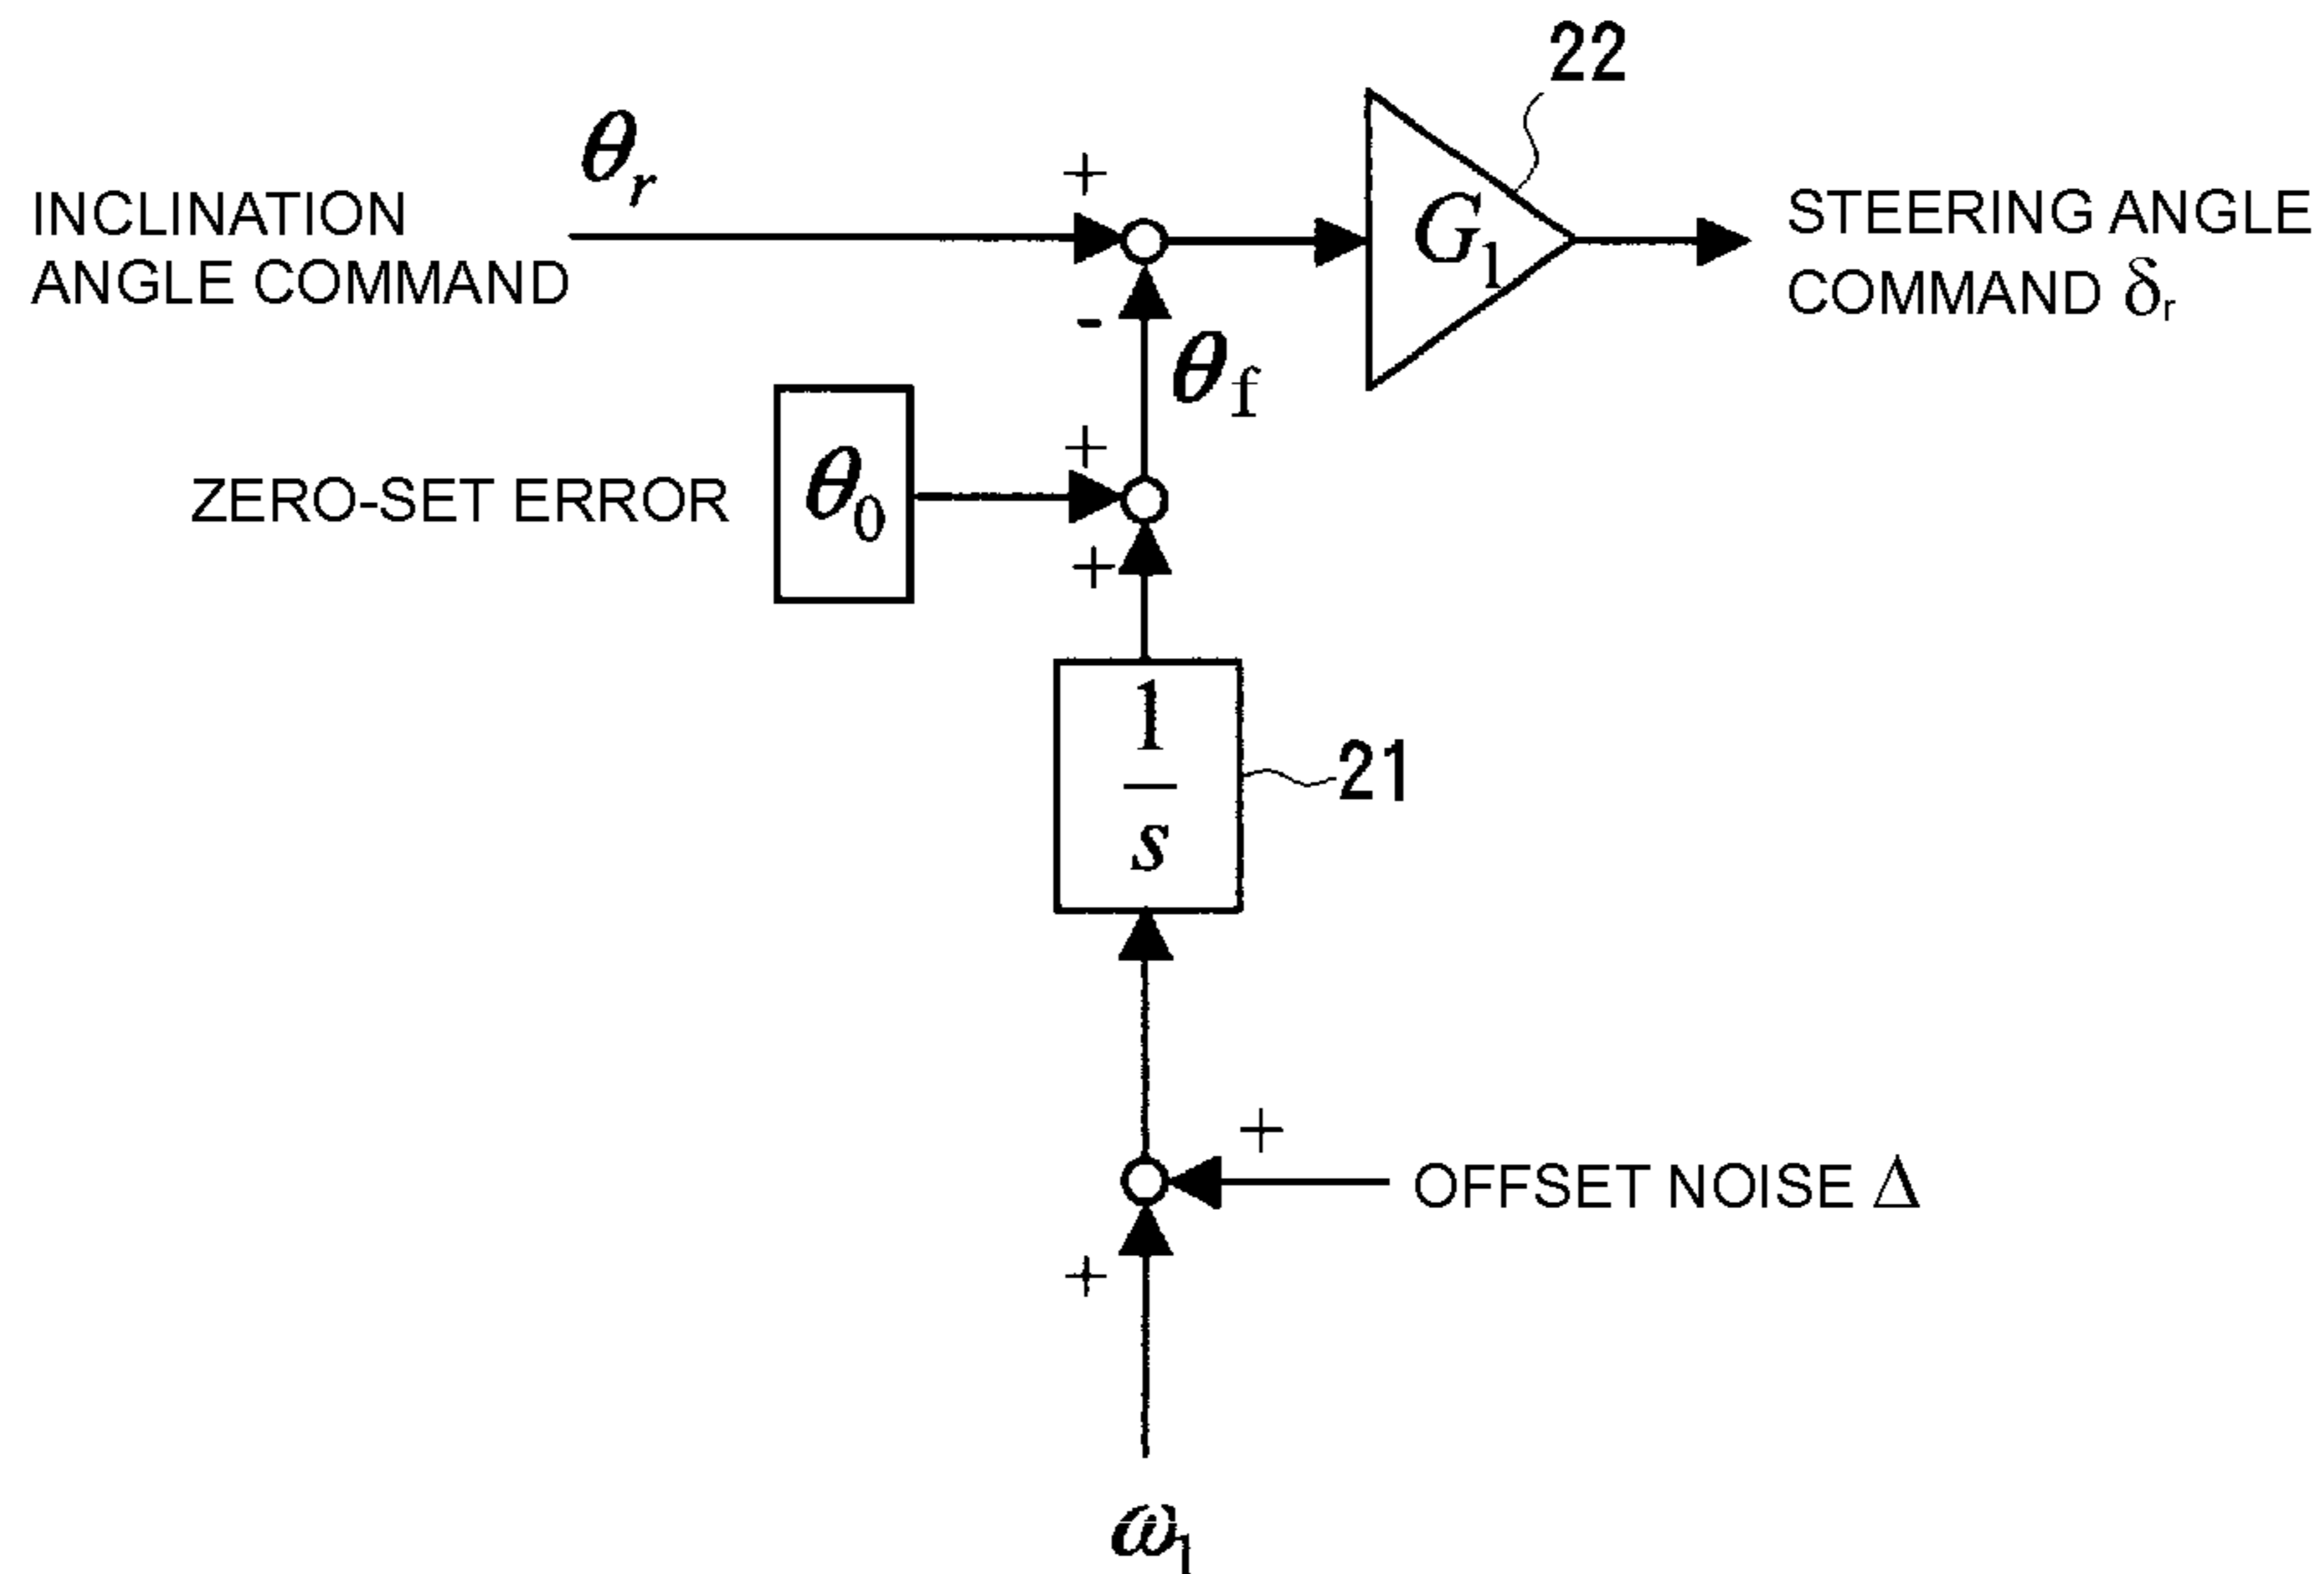 22
θr
+
INCLINATION
ANGLE COMMAND
G1
STEERING ANGLE
COMMAND δr
-
θf
+
ZERO-SET ERROR
θ0
+
1
s
21
+
OFFSET NOISE Δ
+
ω1